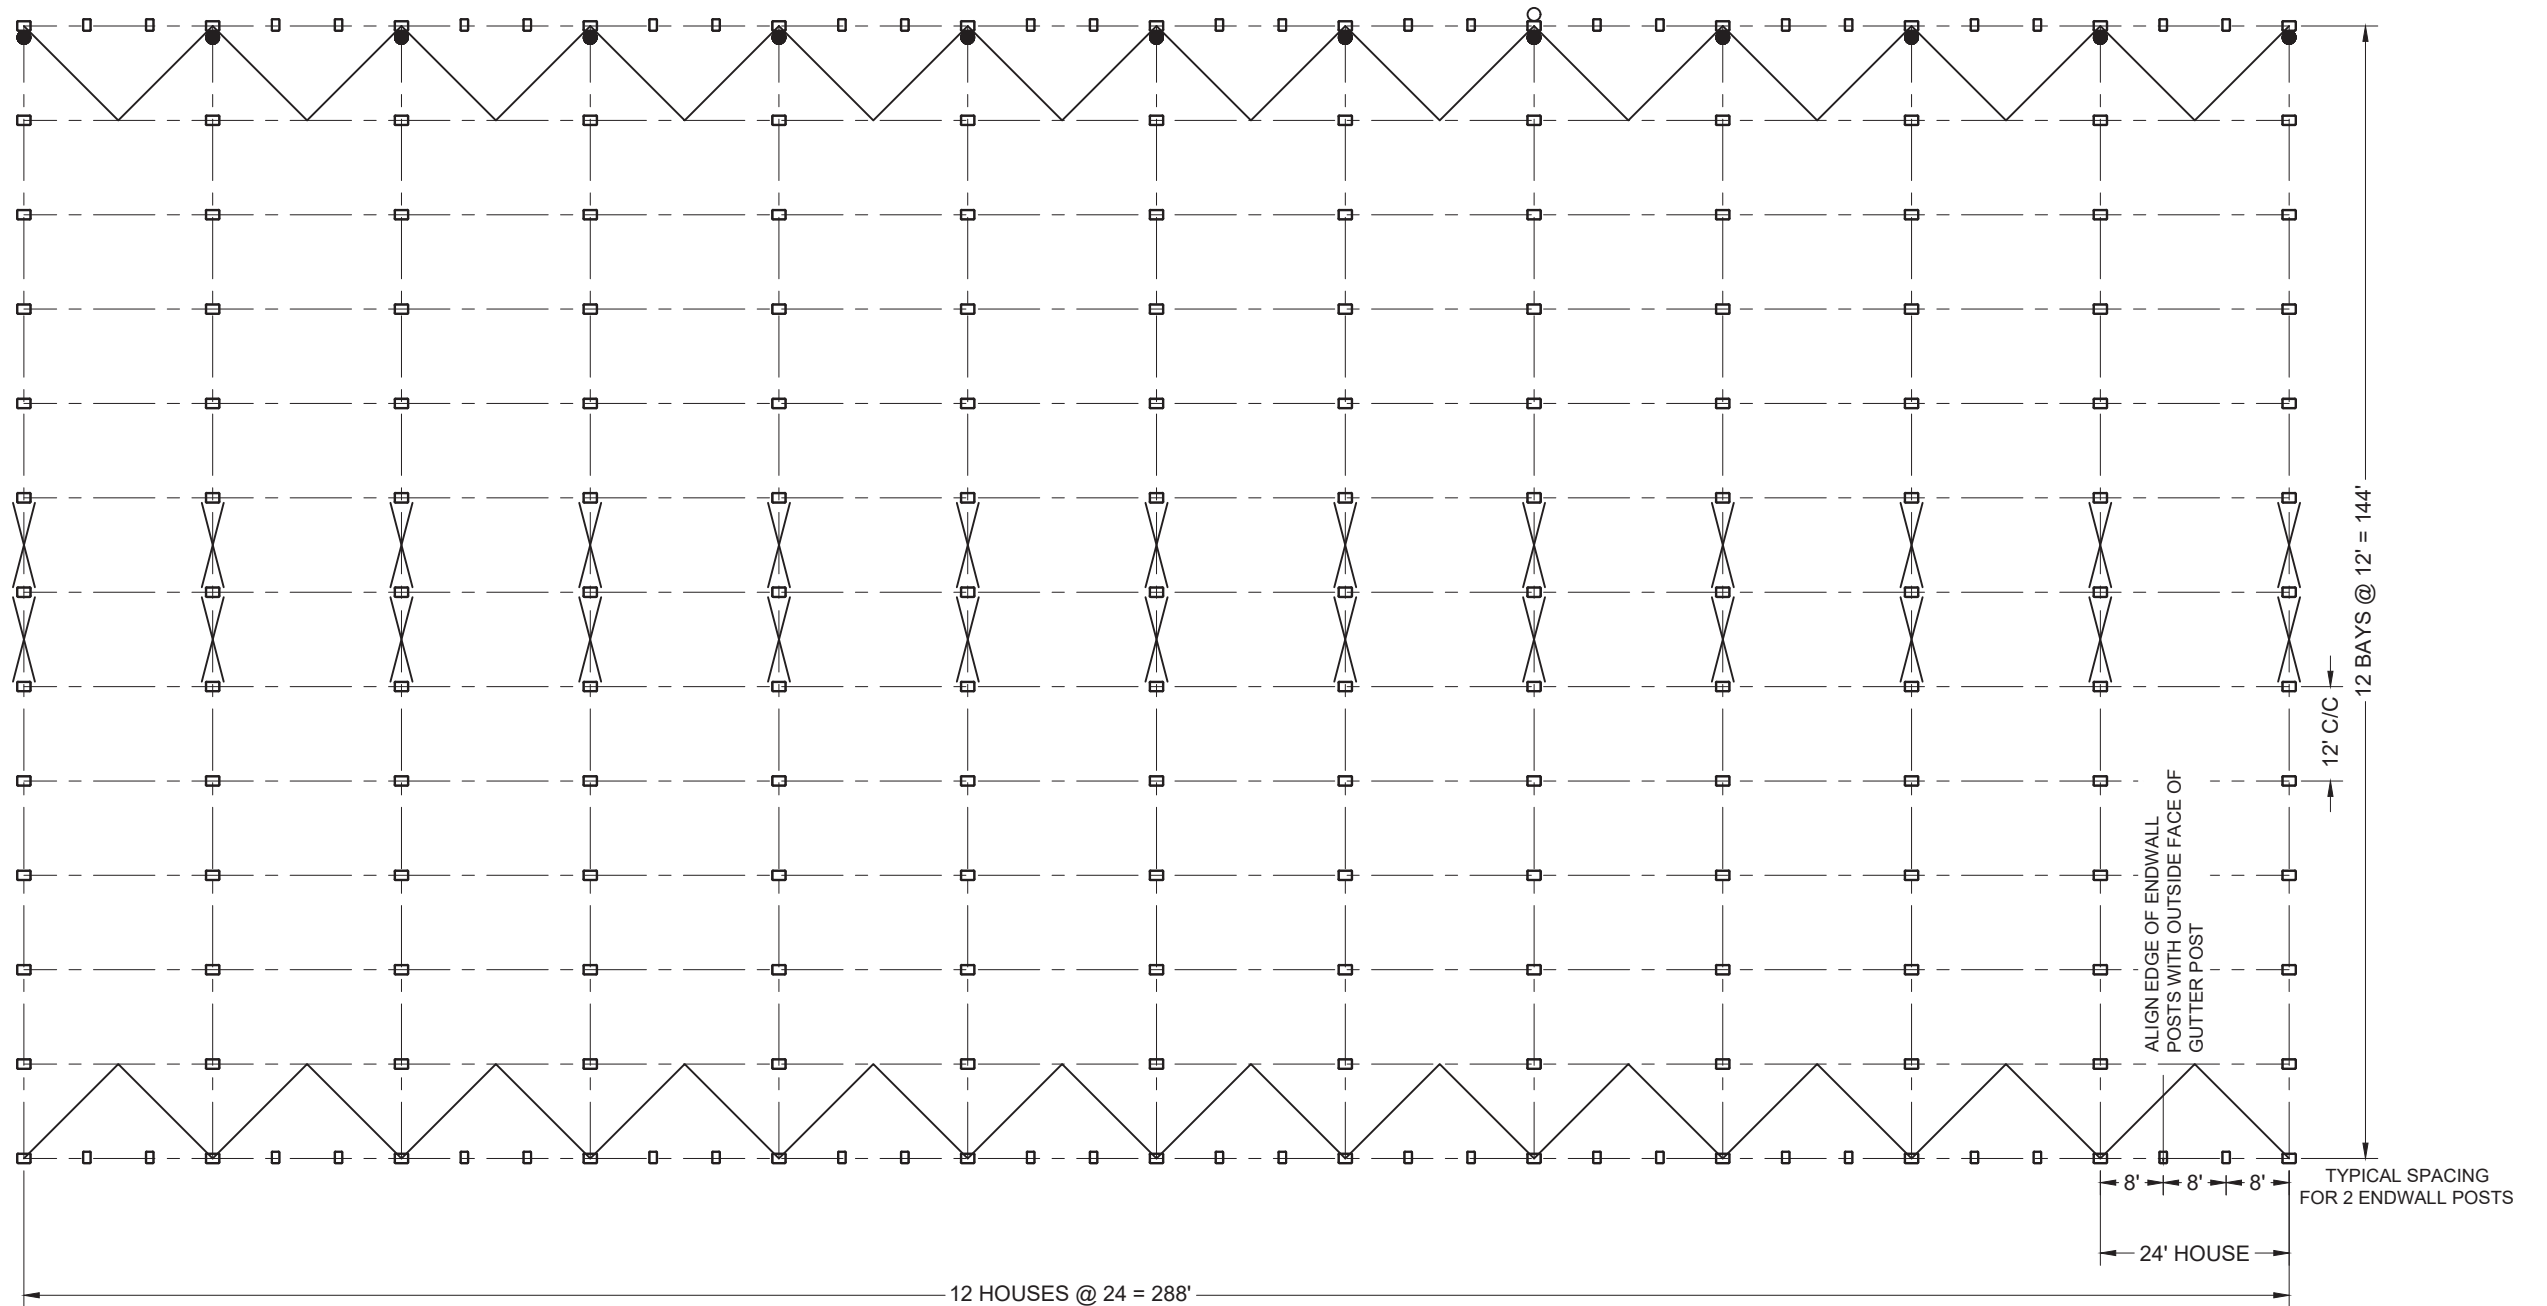 12 BAYS @ 12' = 144'
12' C/C
ALIGN EDGE OF ENDWALL
POSTS WITH OUTSIDE FACE OF
GUTTER POST
8'
8'
8'
TYPICAL SPACING
FOR 2 ENDWALL POSTS
24' HOUSE
12 HOUSES @ 24 = 288'